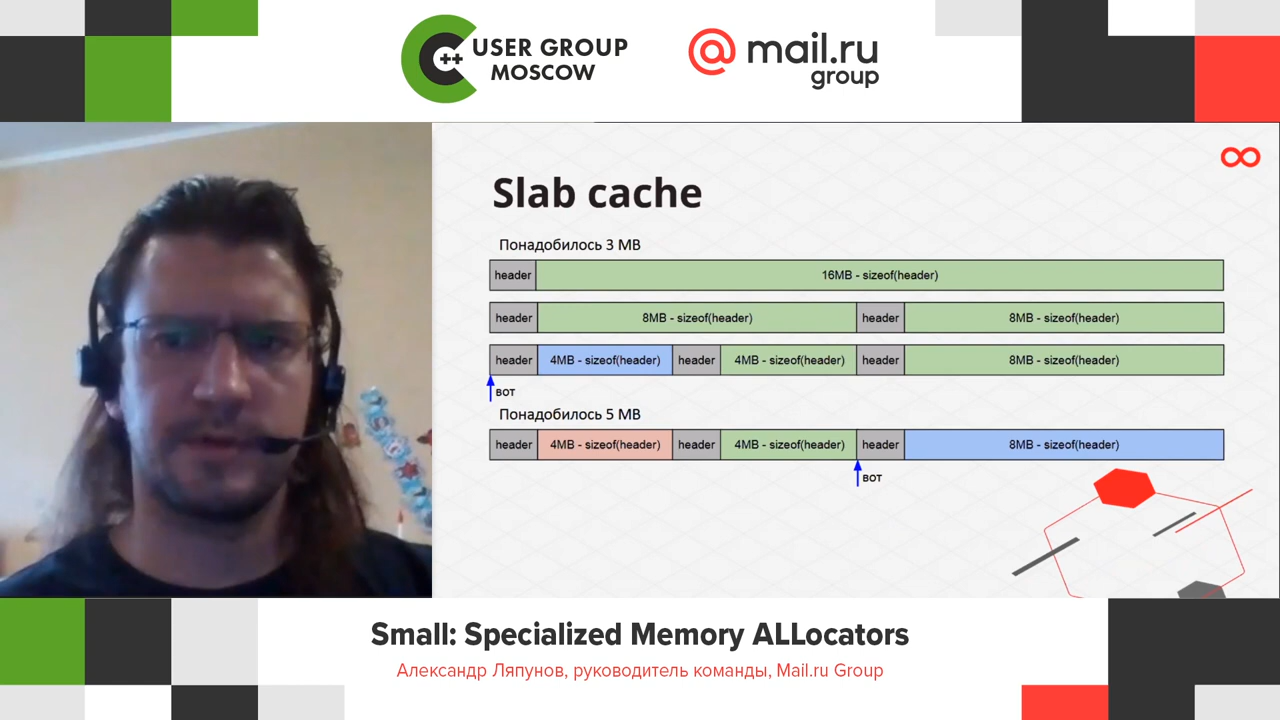 C++ USER GROUP
MOSCOW
@ mail.ru
group
Slab cache
Понадобилось 3 MB
header 16MB - sizeof(header)
header 8MB - sizeof(header) header 8MB - sizeof(header)
header 4MB - sizeof(header) header 4MB - sizeof(header) header 8MB - sizeof(header)
вот
Понадобилось 5 MB
header 4MB - sizeof(header) header 4MB - sizeof(header) header 8MB - sizeof(header)
вот
Small: Specialized Memory ALLocators
Александр Ляпунов, руководитель команды, Mail.ru Group